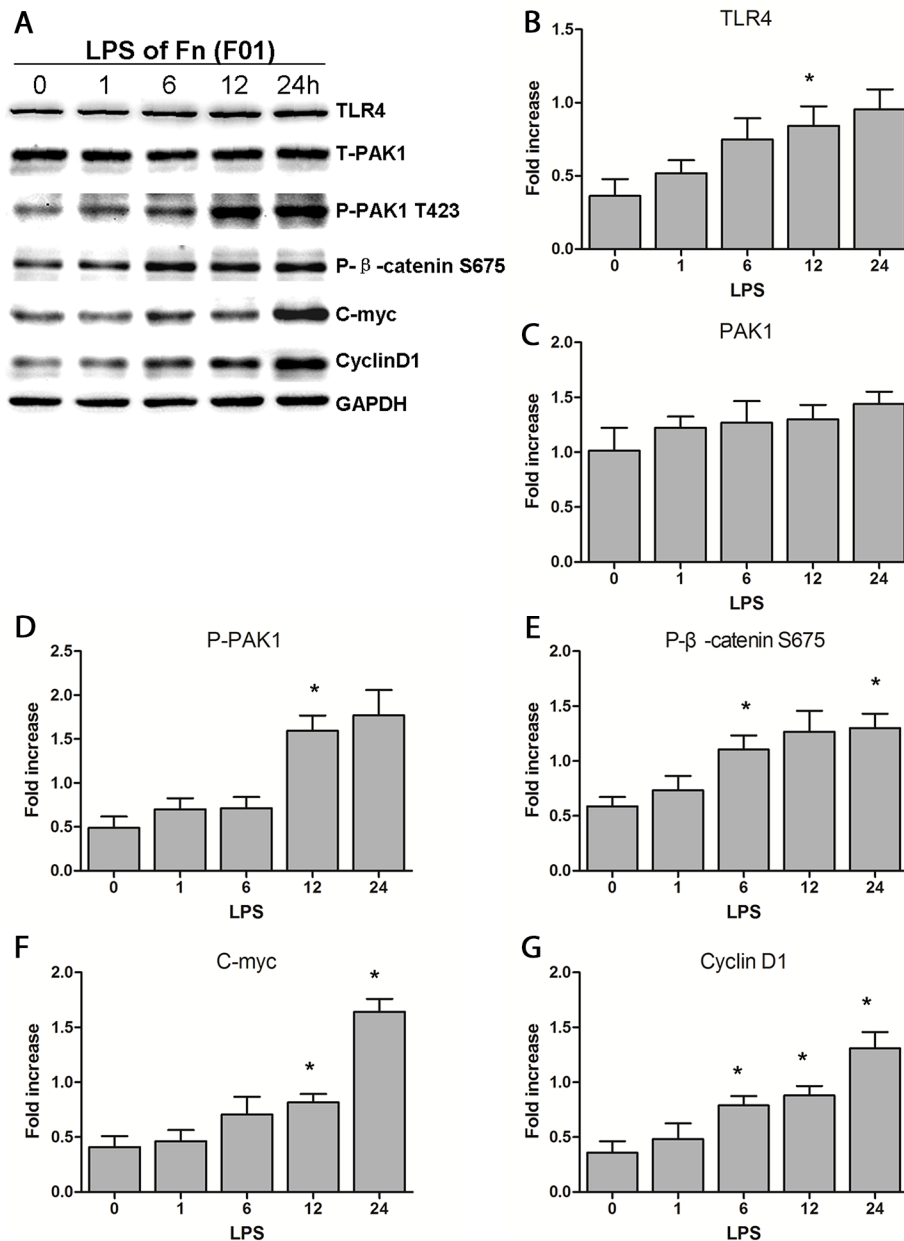 A
LPS of Fn (F01)
0 1 6 12 24h
TLR4
T-PAK1
P-PAK1 T423
P-β-catenin S675
C-myc
CyclinD1
GAPDH
B
TLR4
Fold increase
1.5
1.0
0.5
0.0
*
0 1 6 12 24
LPS
C
PAK1
Fold increase
2.0
1.5
1.0
0.5
0.0
0 1 6 12 24
LPS
D
P-PAK1
Fold increase
2.5
2.0
1.5
1.0
0.5
0.0
*
0 1 6 12 24
LPS
E
P-β -catenin S675
Fold increase
2.0
1.5
1.0
0.5
0.0
* *
0 1 6 12 24
LPS
F
C-myc
Fold increase
2.0
1.5
1.0
0.5
0.0
* *
0 1 6 12 24
LPS
G
Cyclin D1
Fold increase
2.0
1.5
1.0
0.5
0.0
* * *
0 1 6 12 24
LPS